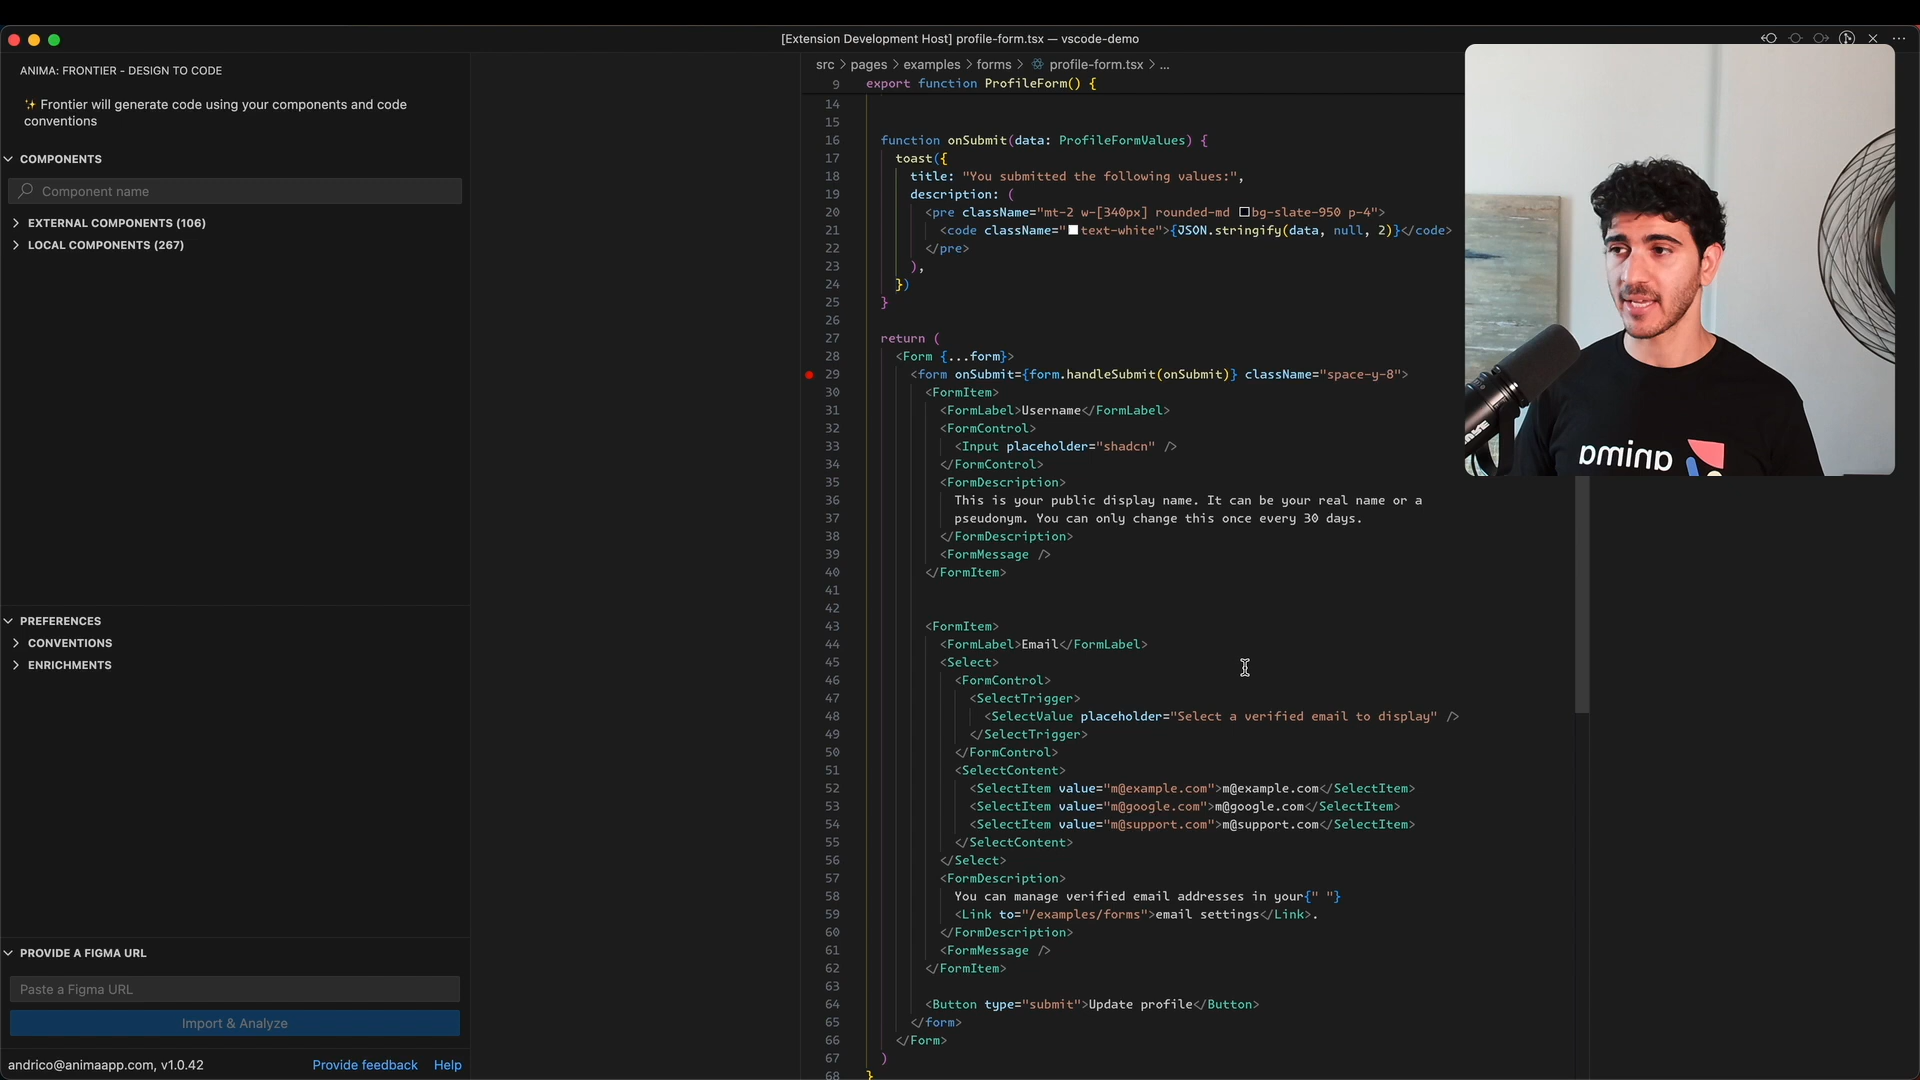 [Extension Development Host] profile-form.tsx — vscode-demo
ANIMA: FRONTIER - DESIGN TO CODE
✨ Frontier will generate code using your components and code
conventions
COMPONENTS
Component name
EXTERNAL COMPONENTS (106)
LOCAL COMPONENTS (267)
PREFERENCES
CONVENTIONS
ENRICHMENTS
PROVIDE A FIGMA URL
Paste a Figma URL
Import & Analyze
andrico@animaapp.com, v1.0.42 Provide feedback Help
src > pages > examples > forms > profile-form.tsx > ...
9 export function ProfileForm() {
14
15
16 function onSubmit(data: ProfileFormValues) {
17 toast({
18 title: "You submitted the following values:",
19 description: (
20 <pre className="mt-2 w-[340px] rounded-md bg-slate-950 p-4">
21 <code className="text-white">{JSON.stringify(data, null, 2)}</code>
22 </pre>
23 ),
24 })
25 }
26
27 return (
28 <Form {...form}>
29 <form onSubmit={form.handleSubmit(onSubmit)} className="space-y-8">
30 <FormItem>
31 <FormLabel>Username</FormLabel>
32 <FormControl>
33 <Input placeholder="shadcn" />
34 </FormControl>
35 <FormDescription>
36 This is your public display name. It can be your real name or a
37 pseudonym. You can only change this once every 30 days.
38 </FormDescription>
39 <FormMessage />
40 </FormItem>
41
42
43 <FormItem>
44 <FormLabel>Email</FormLabel>
45 <Select>
46 <FormControl>
47 <SelectTrigger>
48 <SelectValue placeholder="Select a verified email to display" />
49 </SelectTrigger>
50 </FormControl>
51 <SelectContent>
52 <SelectItem value="m@example.com">m@example.com</SelectItem>
53 <SelectItem value="m@google.com">m@google.com</SelectItem>
54 <SelectItem value="m@support.com">m@support.com</SelectItem>
55 </SelectContent>
56 </Select>
57 <FormDescription>
58 You can manage verified email addresses in your{" "}
59 <Link to="/examples/forms">email settings</Link>.
60 </FormDescription>
61 <FormMessage />
62 </FormItem>
63
64 <Button type="submit">Update profile</Button>
65 </form>
66 </Form>
67 )
68 }
anima